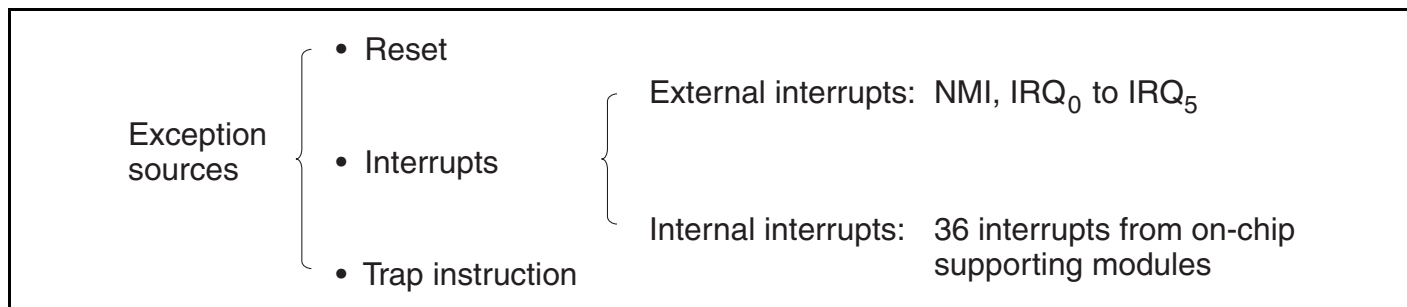 • Reset
External interrupts: NMI, IRQ0 to IRQ5
Exception
sources
• Interrupts
Internal interrupts: 36 interrupts from on-chip
supporting modules
• Trap instruction